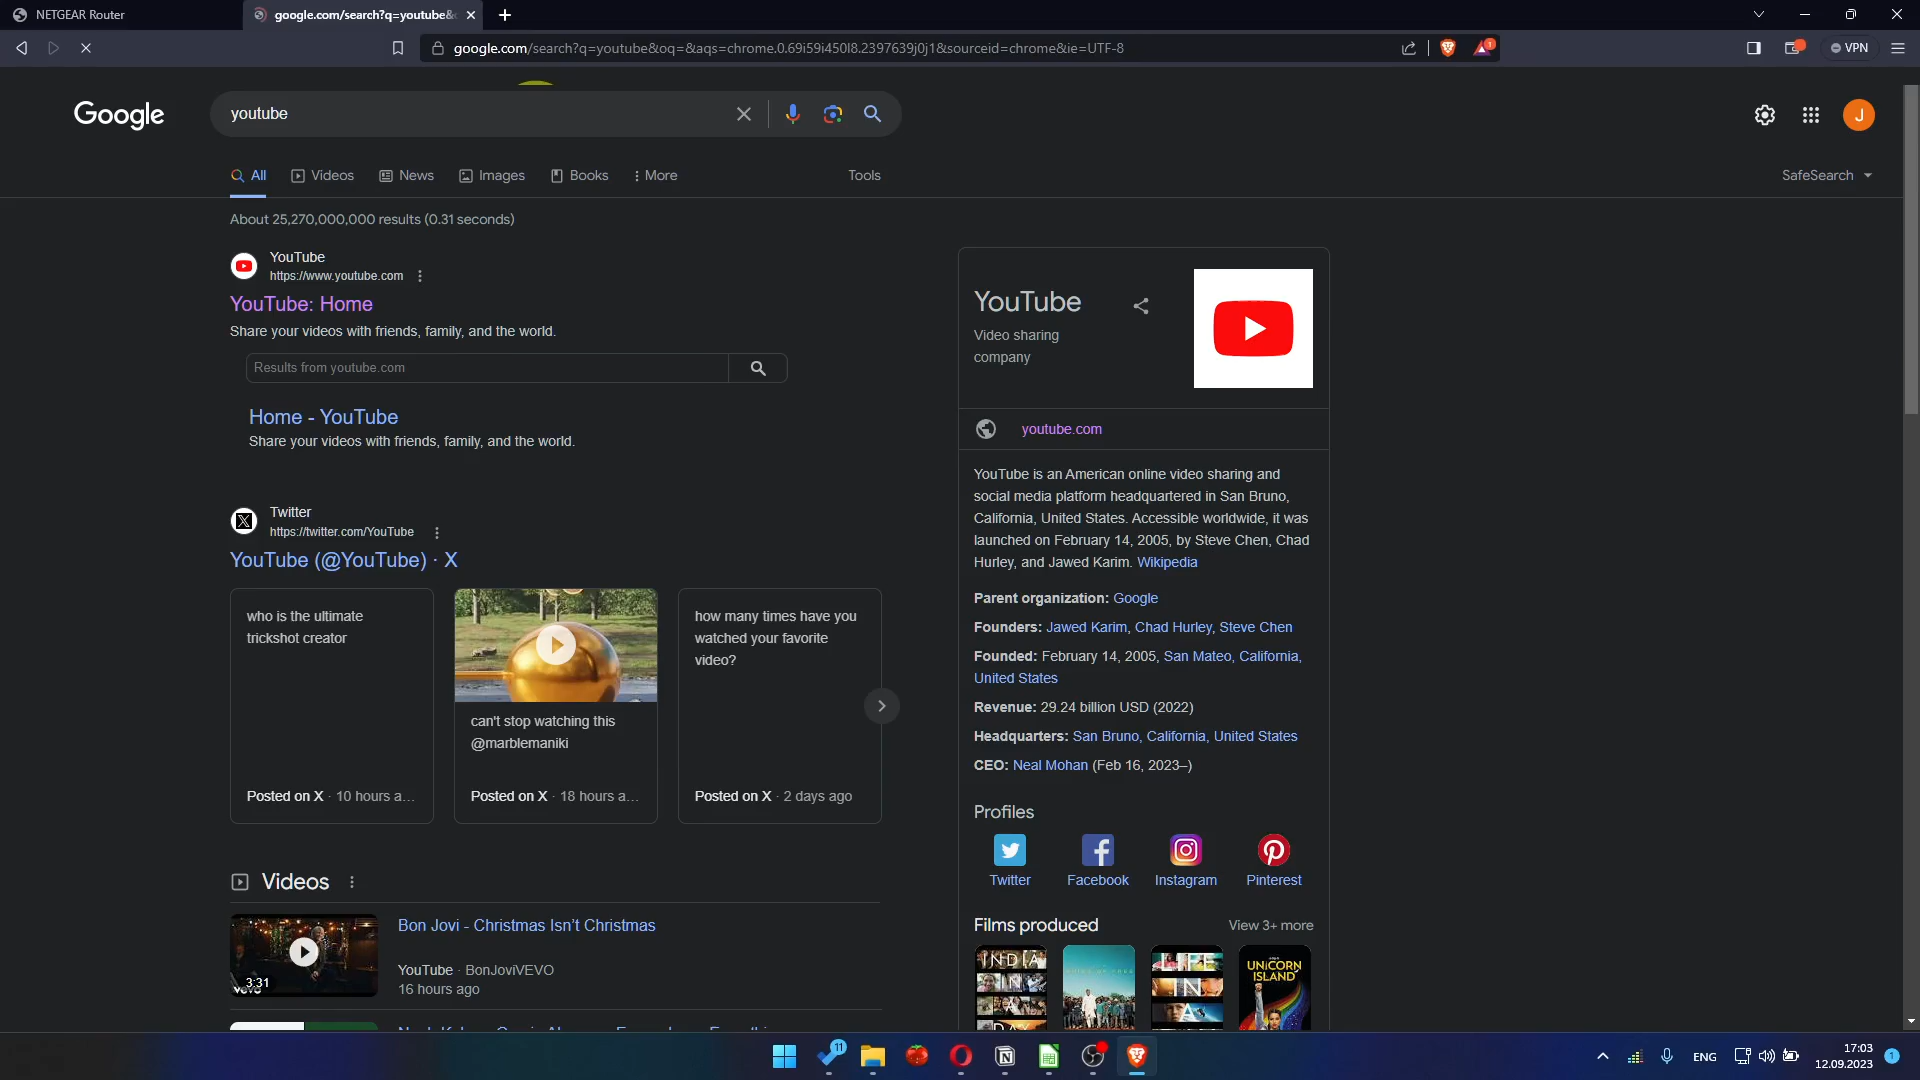 NETGEAR Router
google.com/search?q=youtube&
google.com/search?q=youtube&oq=&aqs=chrome.0.69i59i450l8.2397639j0j1&sourceid=chrome&ie=UTF-8
1
VPN
Google
youtube
J
All
Videos
News
Images
Books
More
Tools
SafeSearch
About 25,270,000,000 results (0.31 seconds)
YouTube
https://www.youtube.com
YouTube: Home
Share your videos with friends, family, and the world.
Results from youtube.com
Home - YouTube
Share your videos with friends, family, and the world.
Twitter
https://twitter.com/YouTube
YouTube (@YouTube) · X
who is the ultimate
trickshot creator
Posted on X · 10 hours a...
can't stop watching this
@marblemaniki
Posted on X · 18 hours a...
how many times have you
watched your favorite
video?
Posted on X · 2 days ago
Videos
Bon Jovi - Christmas Isn't Christmas
YouTube · BonJoviVEVO
16 hours ago
3:31
vevo
YouTube
Video sharing
company
youtube.com
YouTube is an American online video sharing and
social media platform headquartered in San Bruno,
California, United States. Accessible worldwide, it was
launched on February 14, 2005, by Steve Chen, Chad
Hurley, and Jawed Karim. Wikipedia
Parent organization: Google
Founders: Jawed Karim, Chad Hurley, Steve Chen
Founded: February 14, 2005, San Mateo, California,
United States
Revenue: 29.24 billion USD (2022)
Headquarters: San Bruno, California, United States
CEO: Neal Mohan (Feb 16, 2023–)
Profiles
Twitter
Facebook
Instagram
Pinterest
Films produced
View 3+ more
INDIA
IN
A
DAY
LIFE
IN
A
UNICORN
ISLAND
11
ENG
17:03
12.09.2023
1